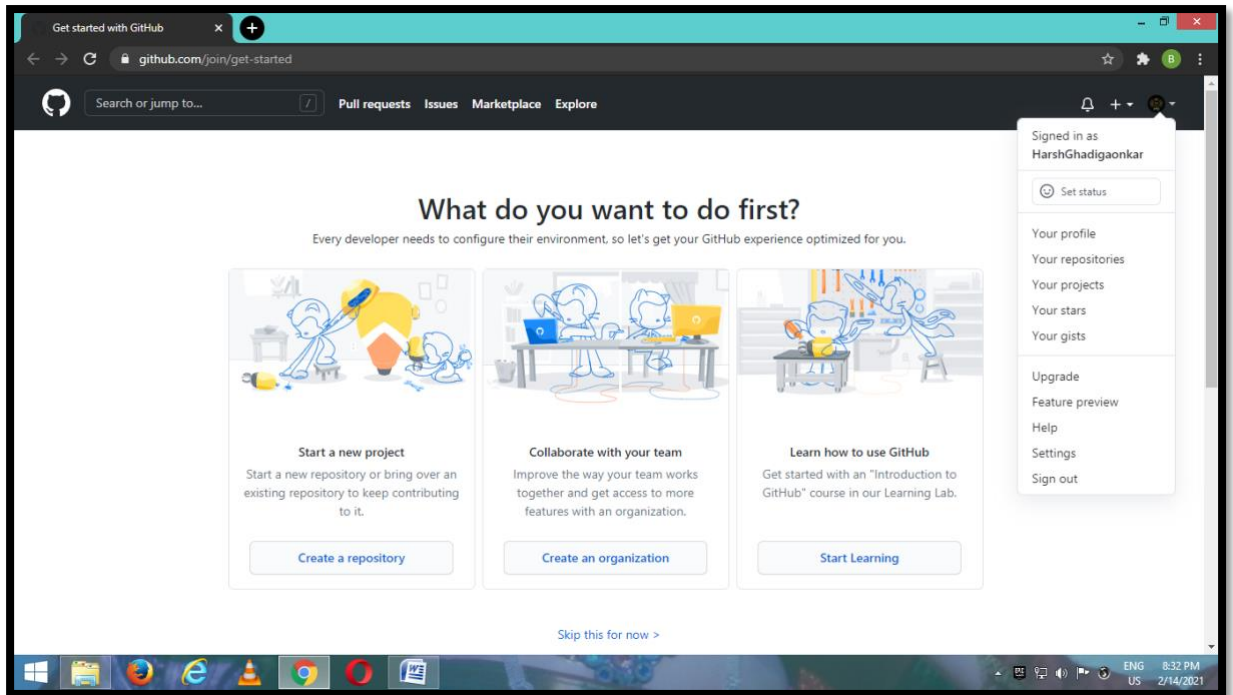 Get started with GitHub
github.com/join/get-started
B
Search or jump to...
/
Pull requests Issues Marketplace Explore
Signed in as
HarshGhadigaonkar
Set status
Your profile
Your repositories
Your projects
Your stars
Your gists
Upgrade
Feature preview
Help
Settings
Sign out
What do you want to do first?
Every developer needs to configure their environment, so let's get your GitHub experience optimized for you.
Start a new project
Start a new repository or bring over an
existing repository to keep contributing
to it.
Create a repository
Collaborate with your team
Improve the way your team works
together and get access to more
features with an organization.
Create an organization
Learn how to use GitHub
Get started with an "Introduction to
GitHub" course in our Learning Lab.
Start Learning
Skip this for now >
ENG 8:32 PM
US 2/14/2021